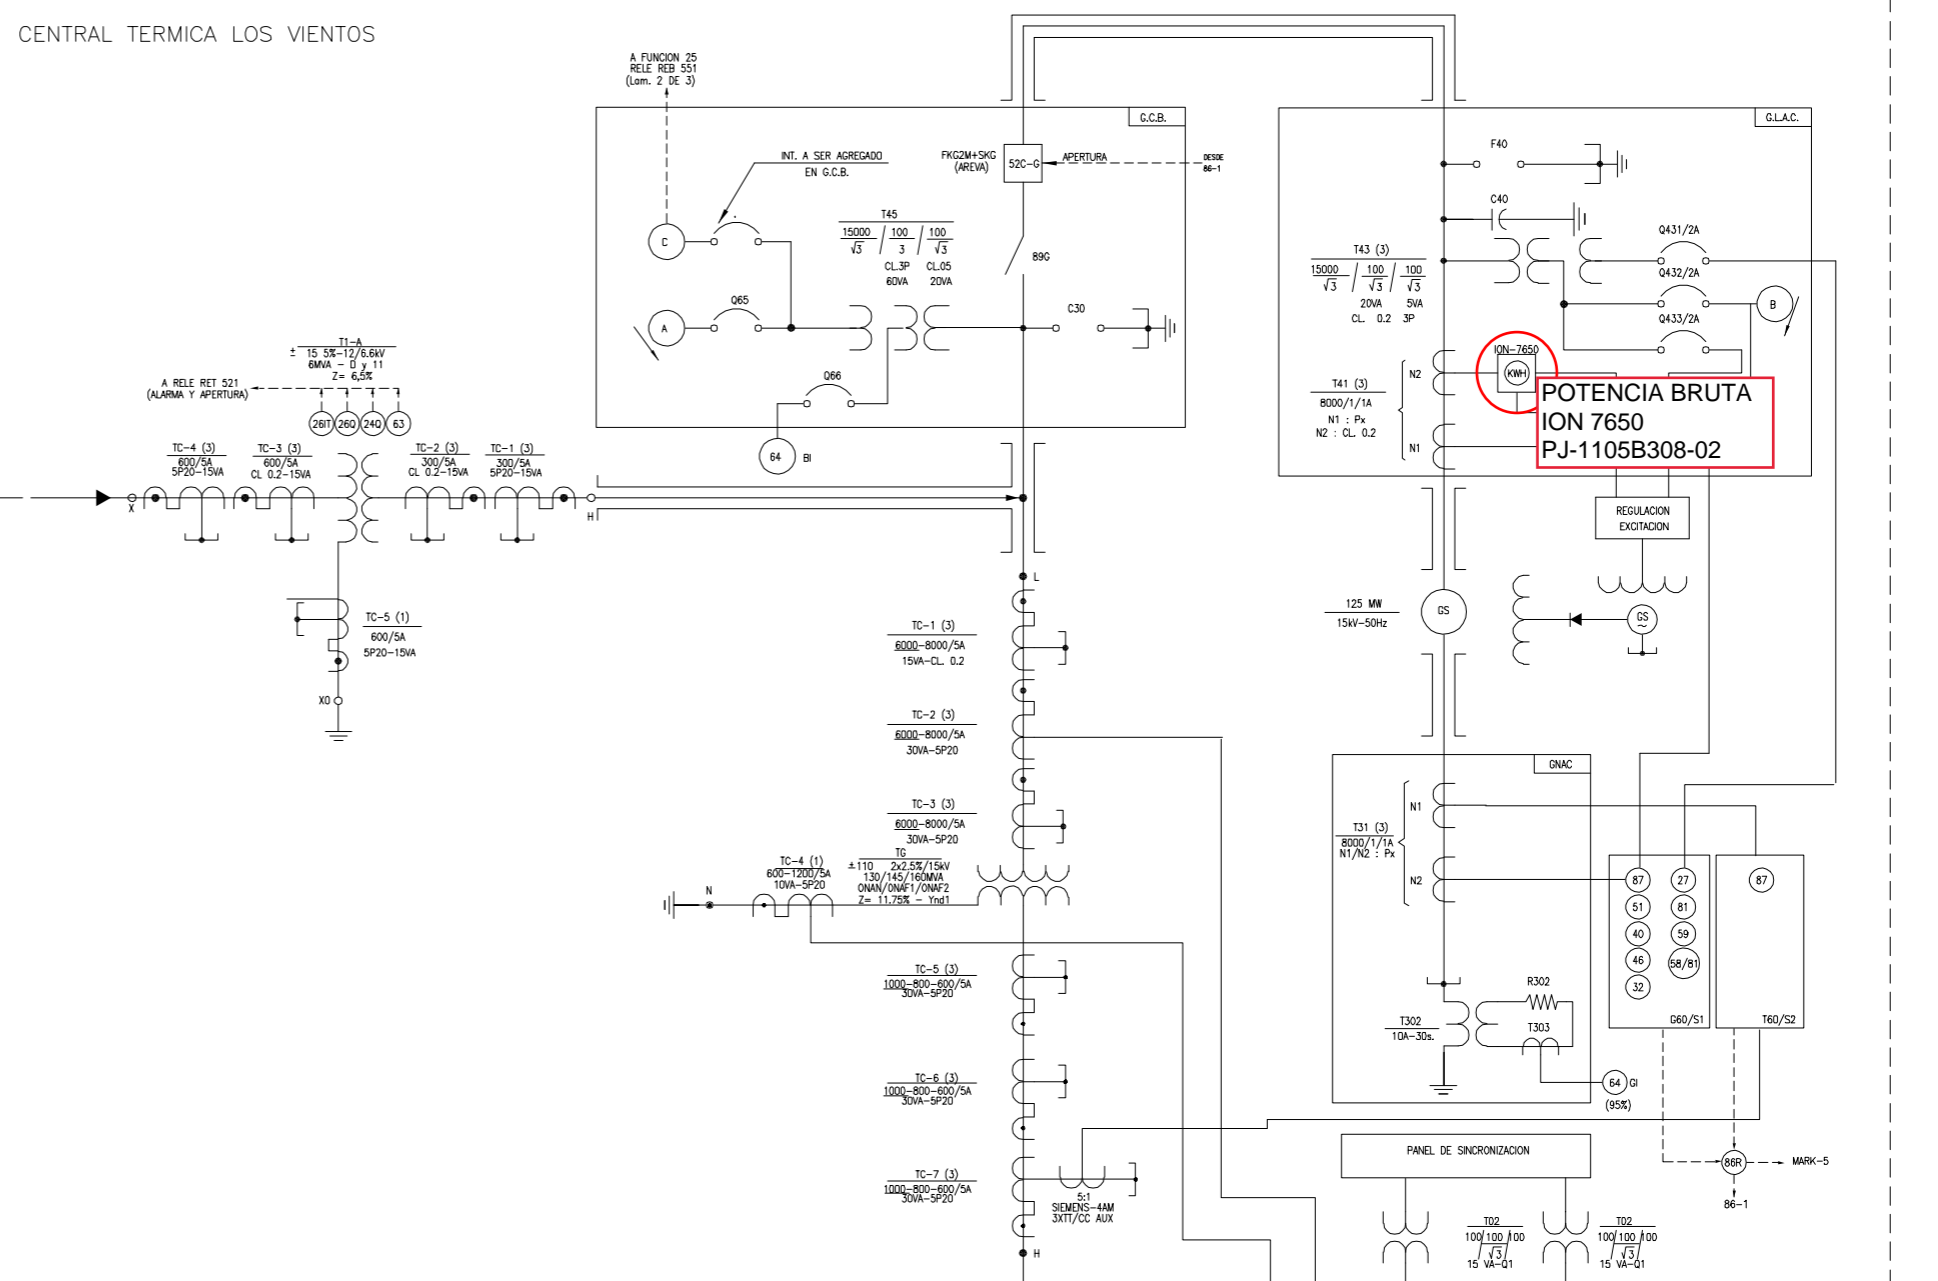 CENTRAL TERMICA LOS VIENTOS
A FUNCION 25
RELE REB 551
(Lam. 2 DE 3)
G.C.B.
INT. A SER AGREGADO
EN G.C.B.
FKG2M+SKG
(AREVA)
52C-G
APERTURA
DESDE
86-1
C
T45
15000/√3 / 100/3 / 100/√3
CL.3P CL.05
60VA 20VA
89G
A
Q65
C30
Q66
64 BI
T1-A
± 15 5%-12/6.6kV
6MVA - D y 11
Z= 6,5%
A RELE RET 521
(ALARMA Y APERTURA)
26IT 26Q 24Q 63
TC-4 (3)
600/5A
5P20-15VA
TC-3 (3)
600/5A
CL 0.2-15VA
TC-2 (3)
300/5A
CL 0.2-15VA
TC-1 (3)
300/5A
5P20-15VA
X
H
TC-5 (1)
600/5A
5P20-15VA
X0
L
TC-1 (3)
6000-8000/5A
15VA-CL. 0.2
TC-2 (3)
6000-8000/5A
30VA-5P20
TC-3 (3)
6000-8000/5A
30VA-5P20
TG
±110 2x2.5%/15kV
130/145/160MVA
ONAN/ONAF1/ONAF2
Z= 11.75% - Ynd1
TC-4 (1)
600-1200/5A
10VA-5P20
N
TC-5 (3)
1000-800-600/5A
30VA-5P20
TC-6 (3)
1000-800-600/5A
30VA-5P20
TC-7 (3)
1000-800-600/5A
30VA-5P20
5:1
SIEMENS-4AM
3XTT/CC AUX
H
G.L.A.C.
F40
C40
T43 (3)
15000/√3 / 100/√3 / 100/√3
20VA 5VA
CL. 0.2 3P
Q431/2A
Q432/2A
Q433/2A
B
ION-7650
KWH
N2
T41 (3)
8000/1/1A
N1 : Px
N2 : CL. 0.2
N1
POTENCIA BRUTA
ION 7650
PJ-1105B308-02
REGULACION
EXCITACION
125 MW
15kV-50Hz
GS
GS
~
GNAC
N1
T31 (3)
8000/1/1A
N1/N2 : Px
N2
87 27 87
51 81
40 59
46 58/81
32
G60/S1
T60/S2
R302
T302
10A-30s.
T303
64 GI
(95%)
PANEL DE SINCRONIZACION
86R
MARK-5
86-1
T02
100/100/√3/100
15 VA-Q1
T02
100/100/√3/100
15 VA-Q1